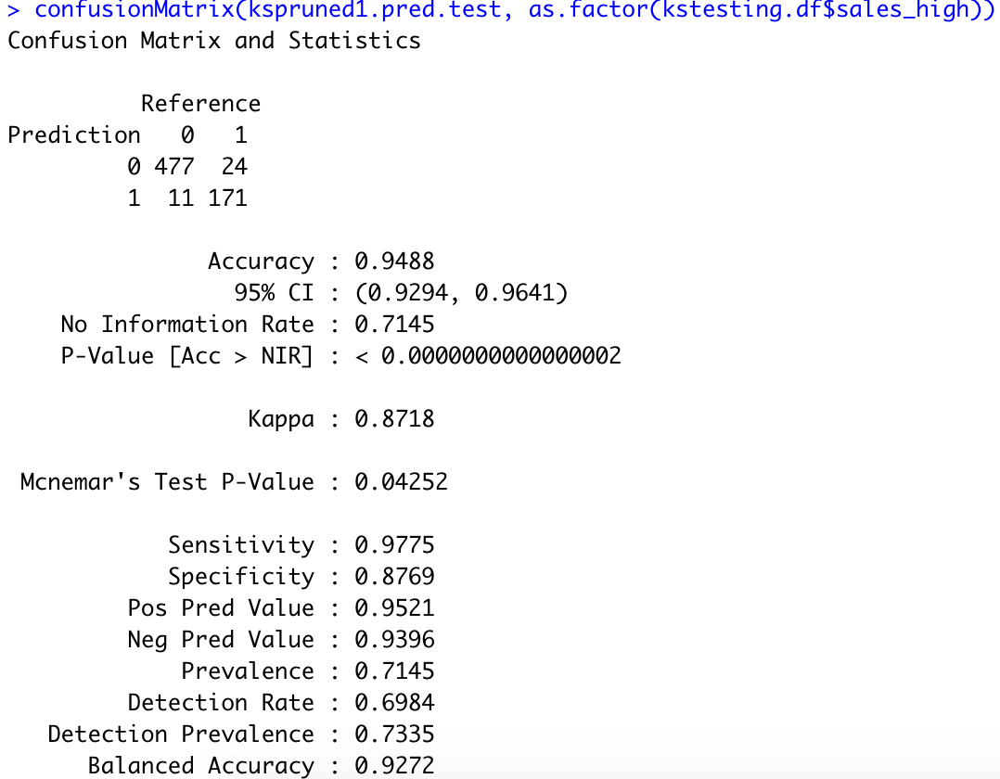 > confusionMatrix(kspruned1.pred.test, as.factor(kstesting.df$sales_high))
Confusion Matrix and Statistics
Reference
Prediction 0 1
0 477 24
1 11 171
Accuracy : 0.9488
95% CI : (0.9294, 0.9641)
No Information Rate : 0.7145
P-Value [Acc > NIR] : < 0.0000000000000002
Kappa : 0.8718
Mcnemar's Test P-Value : 0.04252
Sensitivity : 0.9775
Specificity : 0.8769
Pos Pred Value : 0.9521
Neg Pred Value : 0.9396
Prevalence : 0.7145
Detection Rate : 0.6984
Detection Prevalence : 0.7335
Balanced Accuracy : 0.9272